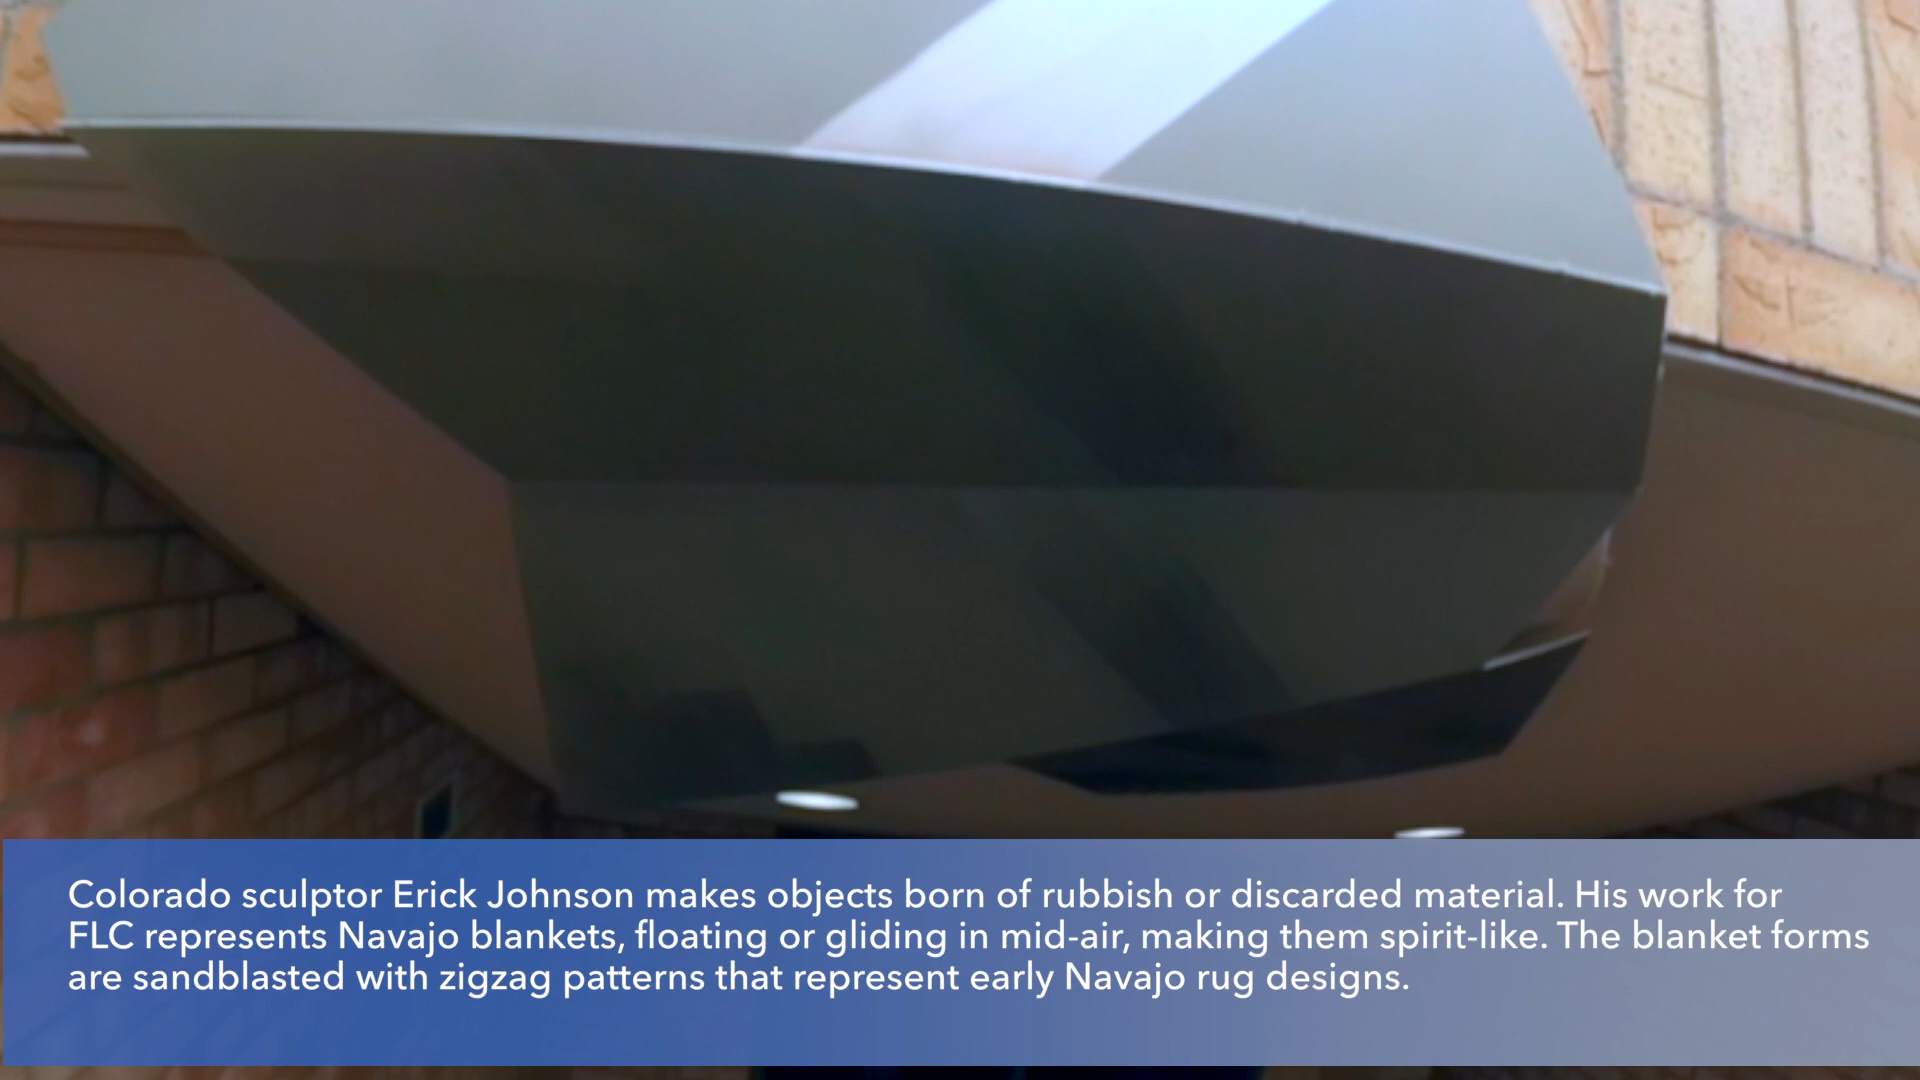 Colorado sculptor Erick Johnson makes objects born of rubbish or discarded material. His work for
FLC represents Navajo blankets, floating or gliding in mid-air, making them spirit-like. The blanket forms
are sandblasted with zigzag patterns that represent early Navajo rug designs.